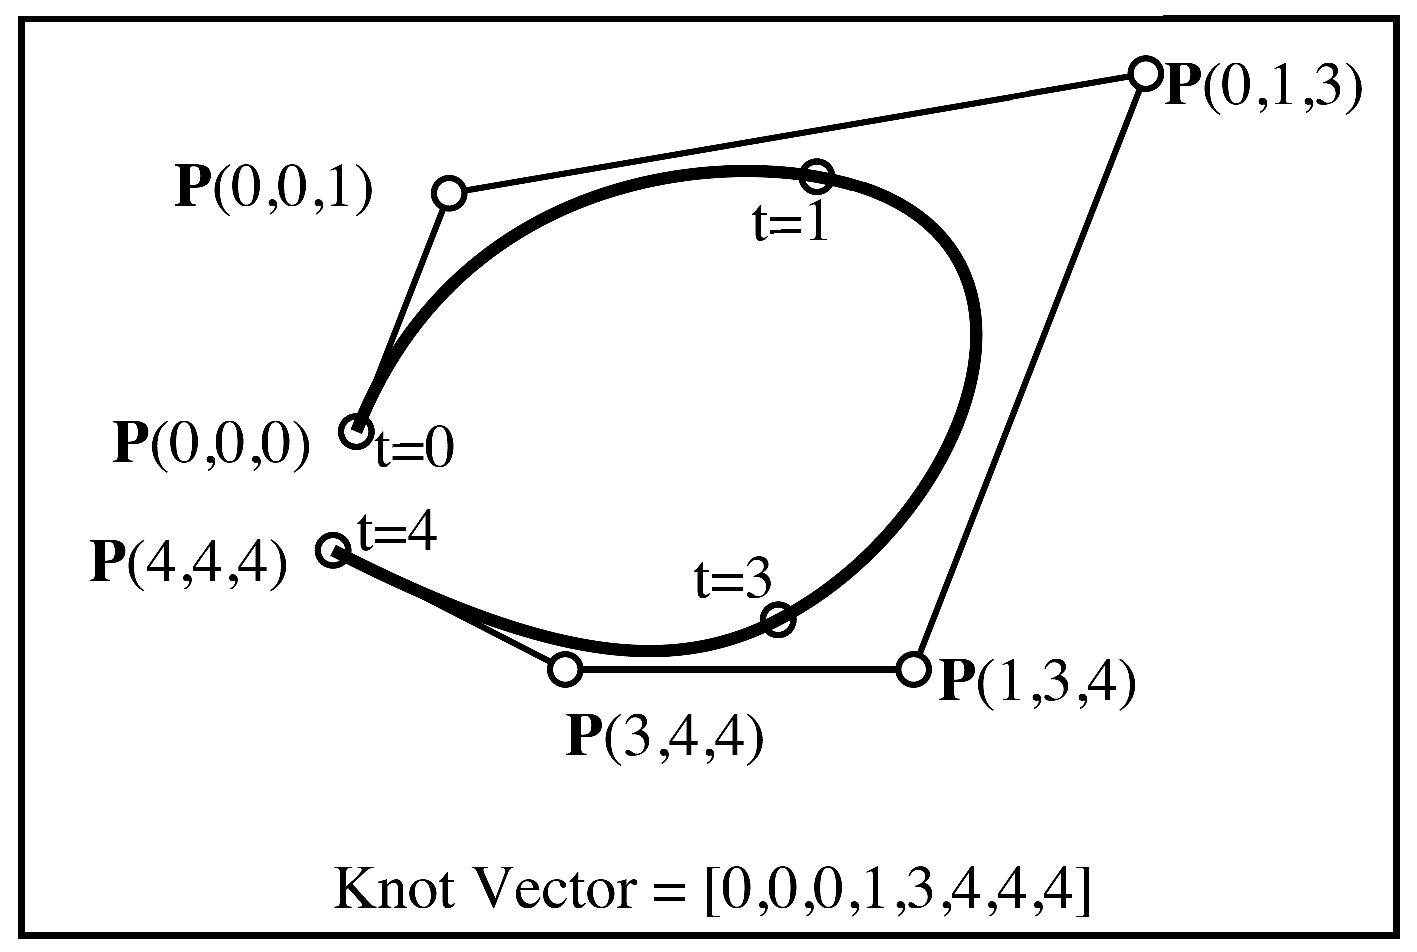 P(0,1,3)
P(0,0,1)
t=1
P(0,0,0)
t=0
t=4
P(4,4,4)
t=3
P(1,3,4)
P(3,4,4)
Knot Vector = [0,0,0,1,3,4,4,4]